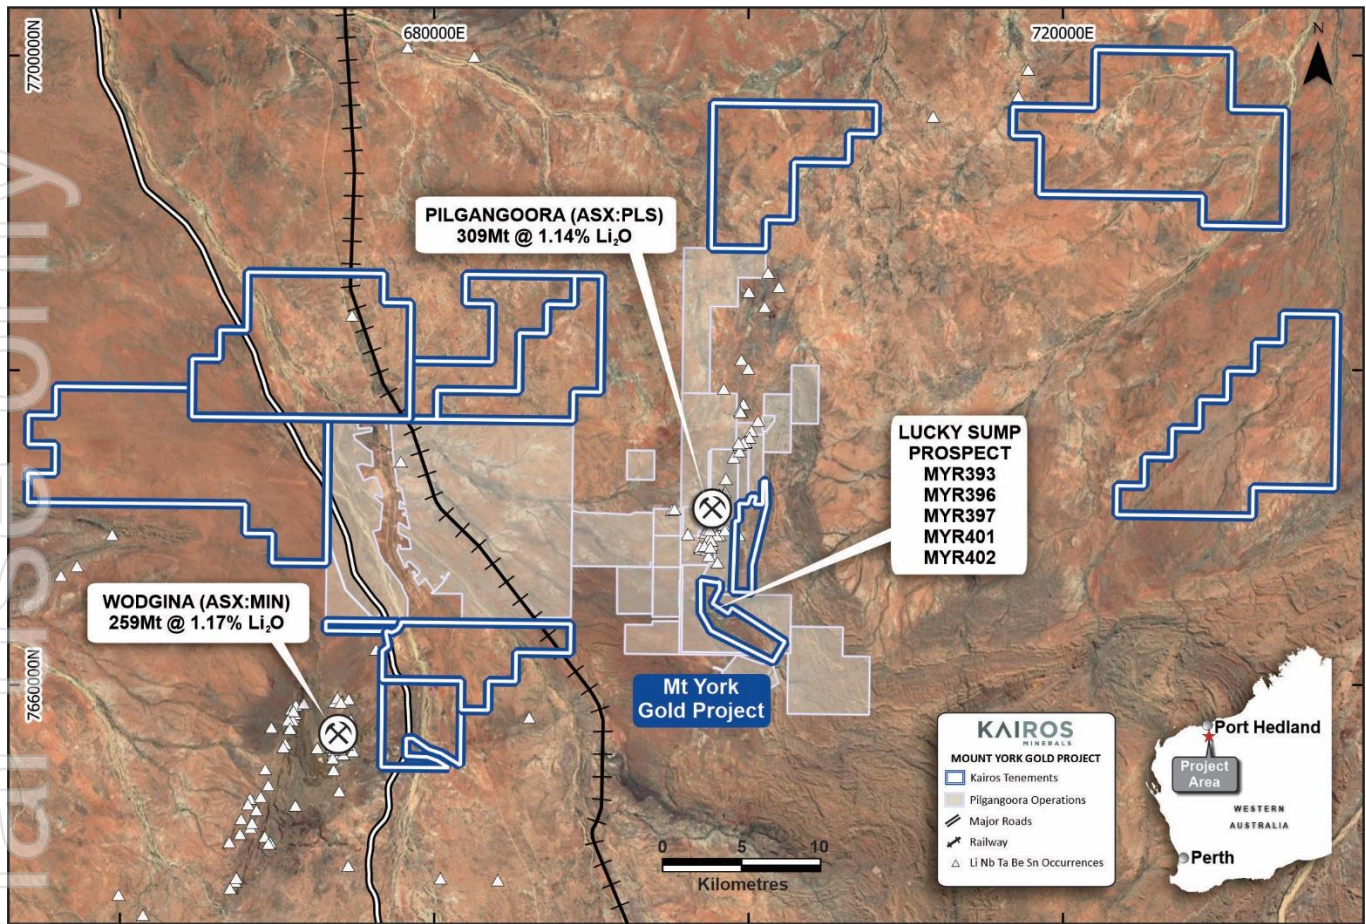 680000E
720000E
N
7700000N
7660000N
PILGANGOORA (ASX:PLS)
309Mt @ 1.14% Li₂O
LUCKY SUMP
PROSPECT
MYR393
MYR396
MYR397
MYR401
MYR402
WODGINA (ASX:MIN)
259Mt @ 1.17% Li₂O
Mt York
Gold Project
0 5 10
Kilometres
KAIROS
MINERALS
MOUNT YORK GOLD PROJECT
Kairos Tenements
Pilgangoora Operations
Major Roads
Railway
Li Nb Ta Be Sn Occurrences
Port Hedland
Project
Area
WESTERN
AUSTRALIA
Perth